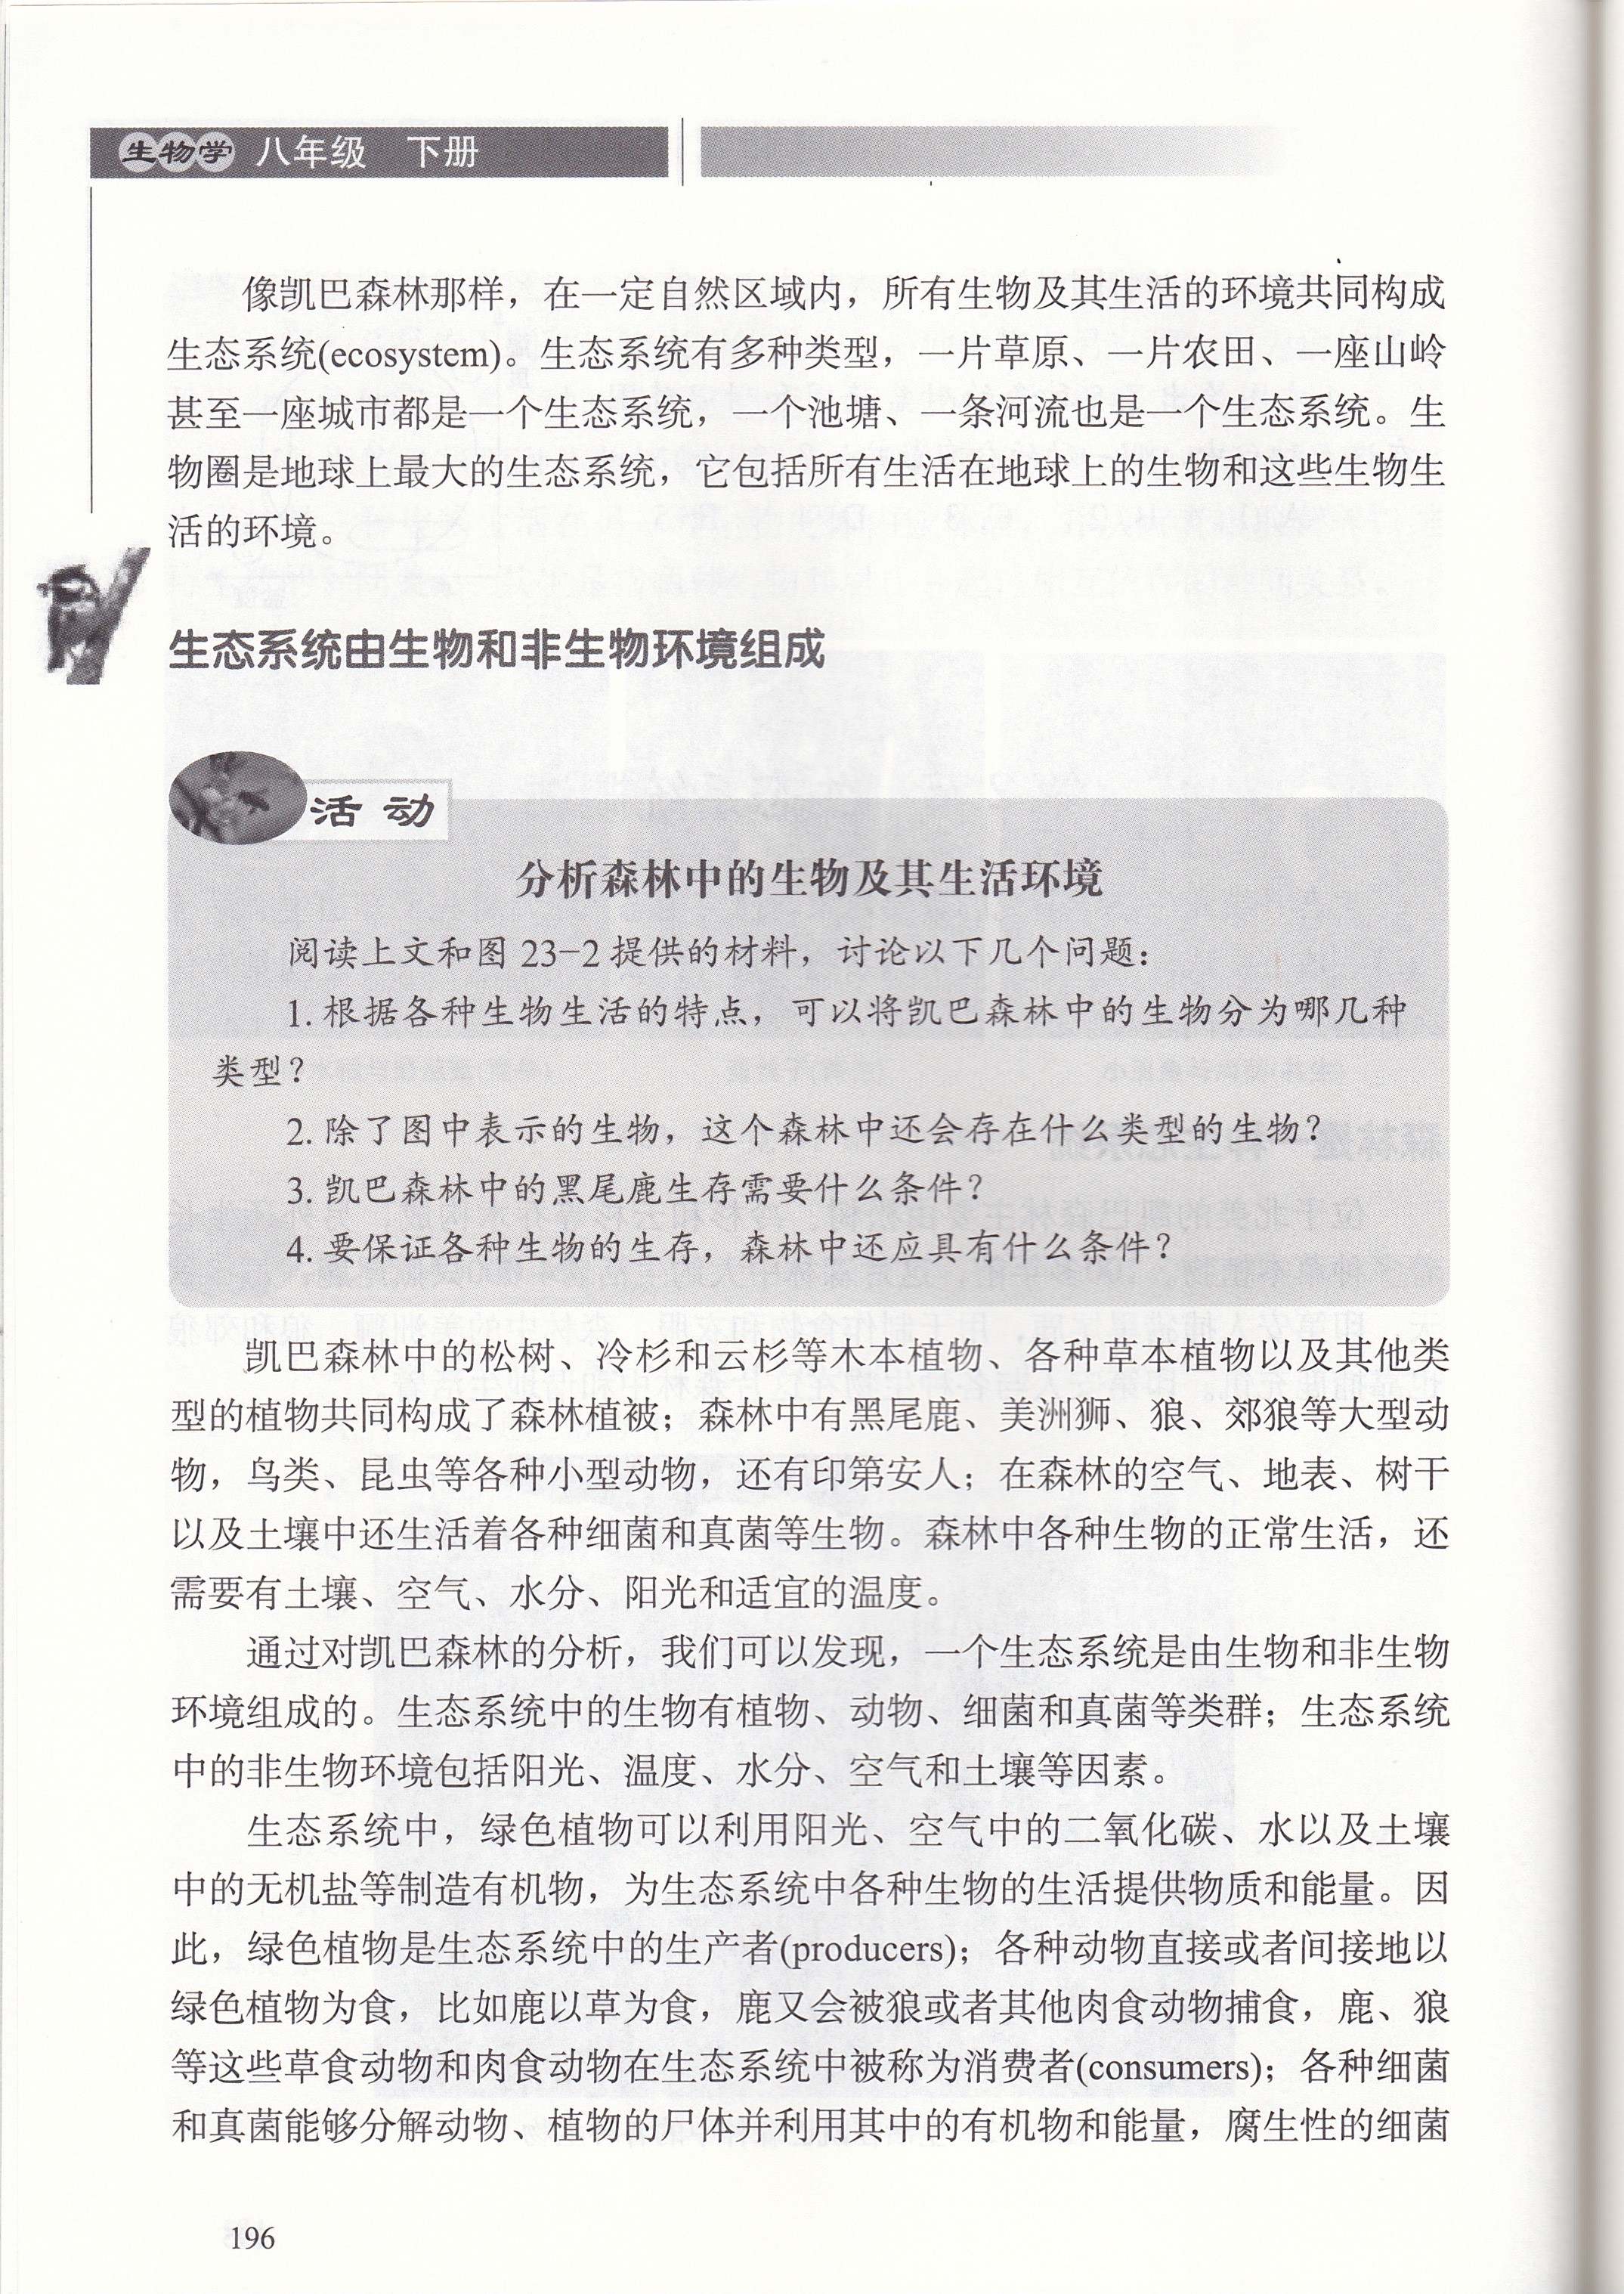 生物学 八年级 下册
像凯巴森林那样，在一定自然区域内，所有生物及其生活的环境共同构成
生态系统(ecosystem)。生态系统有多种类型，一片草原、一片农田、一座山岭
甚至一座城市都是一个生态系统，一个池塘、一条河流也是一个生态系统。生
物圈是地球上最大的生态系统，它包括所有生活在地球上的生物和这些生物生
活的环境。
生态系统由生物和非生物环境组成
活 动
分析森林中的生物及其生活环境
阅读上文和图 23-2 提供的材料，讨论以下几个问题：
1. 根据各种生物生活的特点，可以将凯巴森林中的生物分为哪几种
类型？
2. 除了图中表示的生物，这个森林中还会存在什么类型的生物？
3. 凯巴森林中的黑尾鹿生存需要什么条件？
4. 要保证各种生物的生存，森林中还应具有什么条件？
凯巴森林中的松树、冷杉和云杉等木本植物、各种草本植物以及其他类
型的植物共同构成了森林植被；森林中有黑尾鹿、美洲狮、狼、郊狼等大型动
物，鸟类、昆虫等各种小型动物，还有印第安人；在森林的空气、地表、树干
以及土壤中还生活着各种细菌和真菌等生物。森林中各种生物的正常生活，还
需要有土壤、空气、水分、阳光和适宜的温度。
通过对凯巴森林的分析，我们可以发现，一个生态系统是由生物和非生物
环境组成的。生态系统中的生物有植物、动物、细菌和真菌等类群；生态系统
中的非生物环境包括阳光、温度、水分、空气和土壤等因素。
生态系统中，绿色植物可以利用阳光、空气中的二氧化碳、水以及土壤
中的无机盐等制造有机物，为生态系统中各种生物的生活提供物质和能量。因
此，绿色植物是生态系统中的生产者(producers)；各种动物直接或者间接地以
绿色植物为食，比如鹿以草为食，鹿又会被狼或者其他肉食动物捕食，鹿、狼
等这些草食动物和肉食动物在生态系统中被称为消费者(consumers)；各种细菌
和真菌能够分解动物、植物的尸体并利用其中的有机物和能量，腐生性的细菌
196